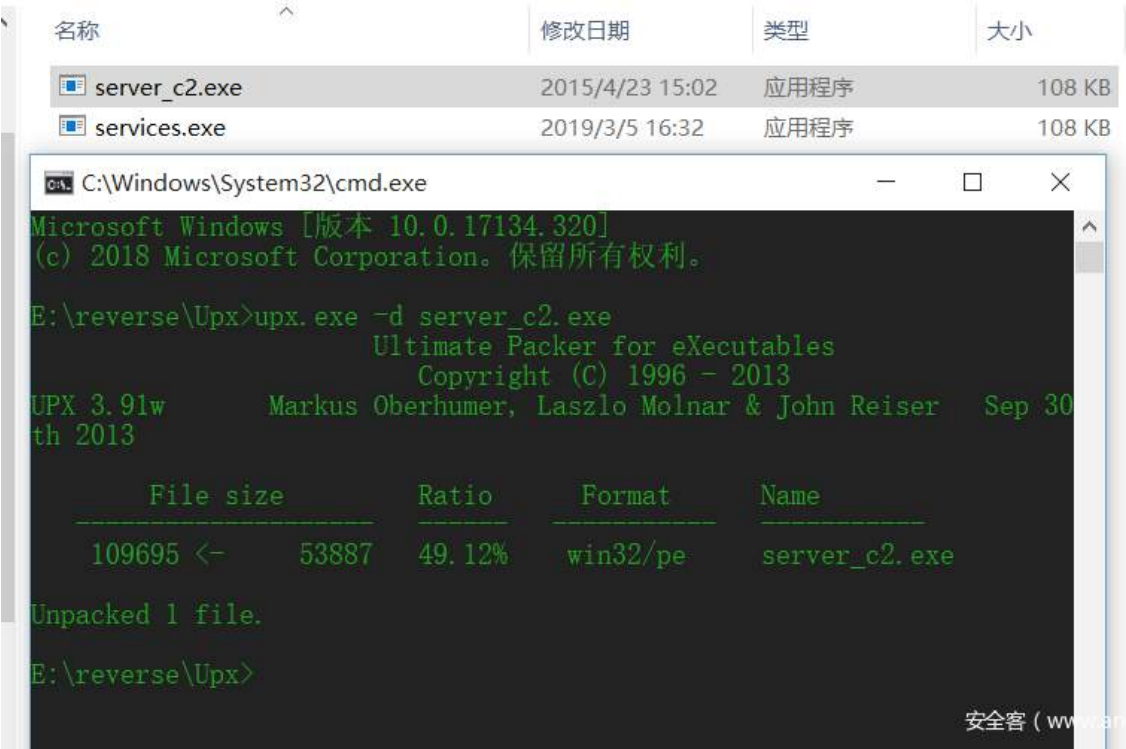 名称 修改日期 类型 大小
server_c2.exe 2015/4/23 15:02 应用程序 108 KB
services.exe 2019/3/5 16:32 应用程序 108 KB
C:\Windows\System32\cmd.exe
Microsoft Windows [版本 10.0.17134.320]
(c) 2018 Microsoft Corporation。保留所有权利。
E:\reverse\Upx>upx.exe -d server_c2.exe
Ultimate Packer for eXecutables
Copyright (C) 1996 - 2013
UPX 3.91w Markus Oberhumer, Laszlo Molnar & John Reiser Sep 30
th 2013
File size Ratio Format Name
-------------------- ------ ----------- -----------
109695 <- 53887 49.12% win32/pe server_c2.exe
Unpacked 1 file.
E:\reverse\Upx>
安全客 ( www.an